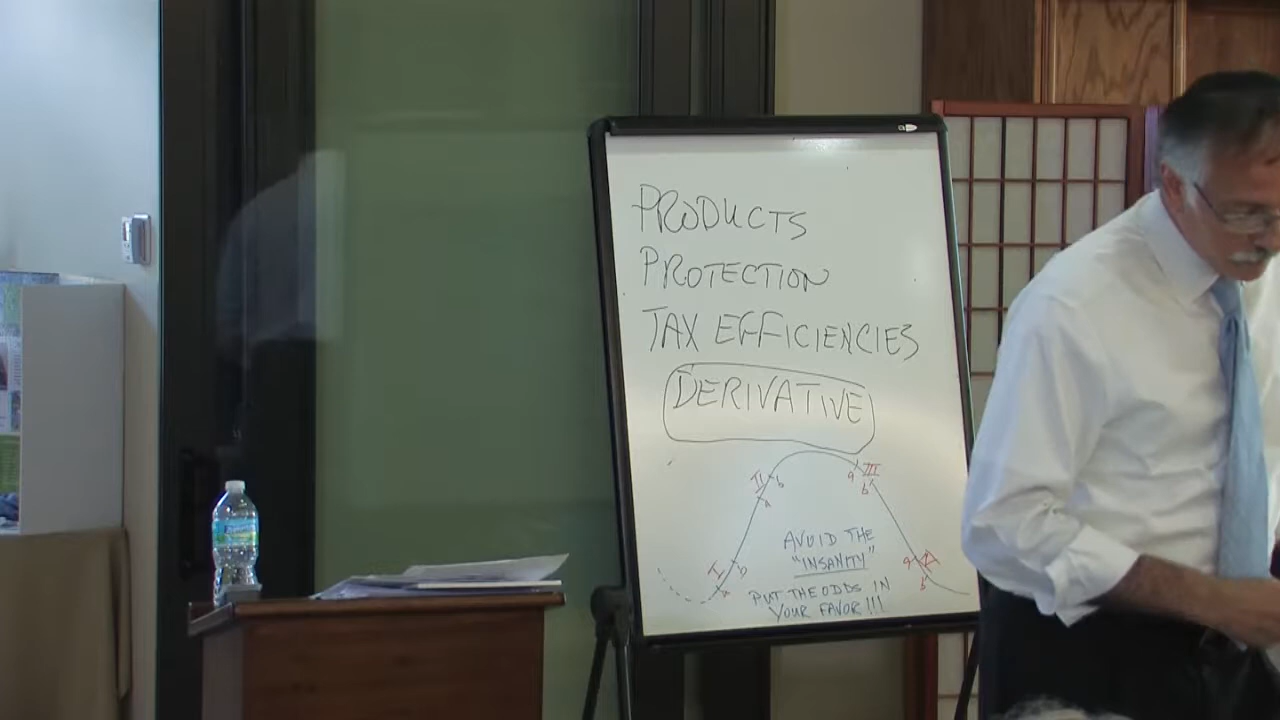 PRODUCTS
PROTECTION
TAX EFFICIENCIES
DERIVATIVE
II b
a
III
a
b
AVOID THE
"INSANITY"
I b
a
a IV
b
PUT THE ODDS IN
YOUR FAVOR!!!